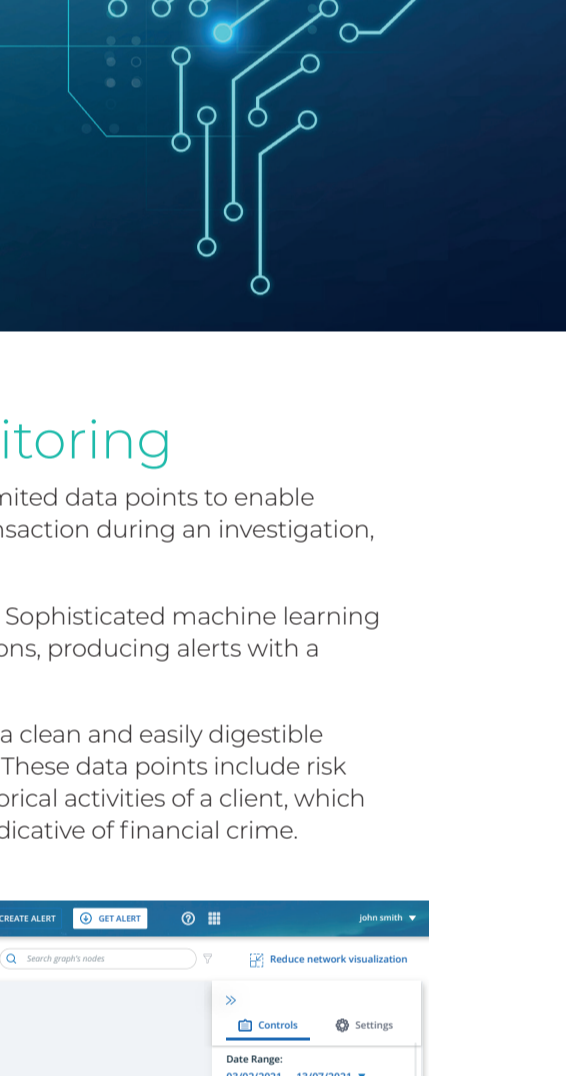 itoring
mited data points to enable
nsaction during an investigation,
Sophisticated machine learning
ons, producing alerts with a
a clean and easily digestible
These data points include risk
orical activities of a client, which
dicative of financial crime.
CREATE ALERT GET ALERT john smith
Search graph's nodes Reduce network visualization
Controls Settings
Date Range: